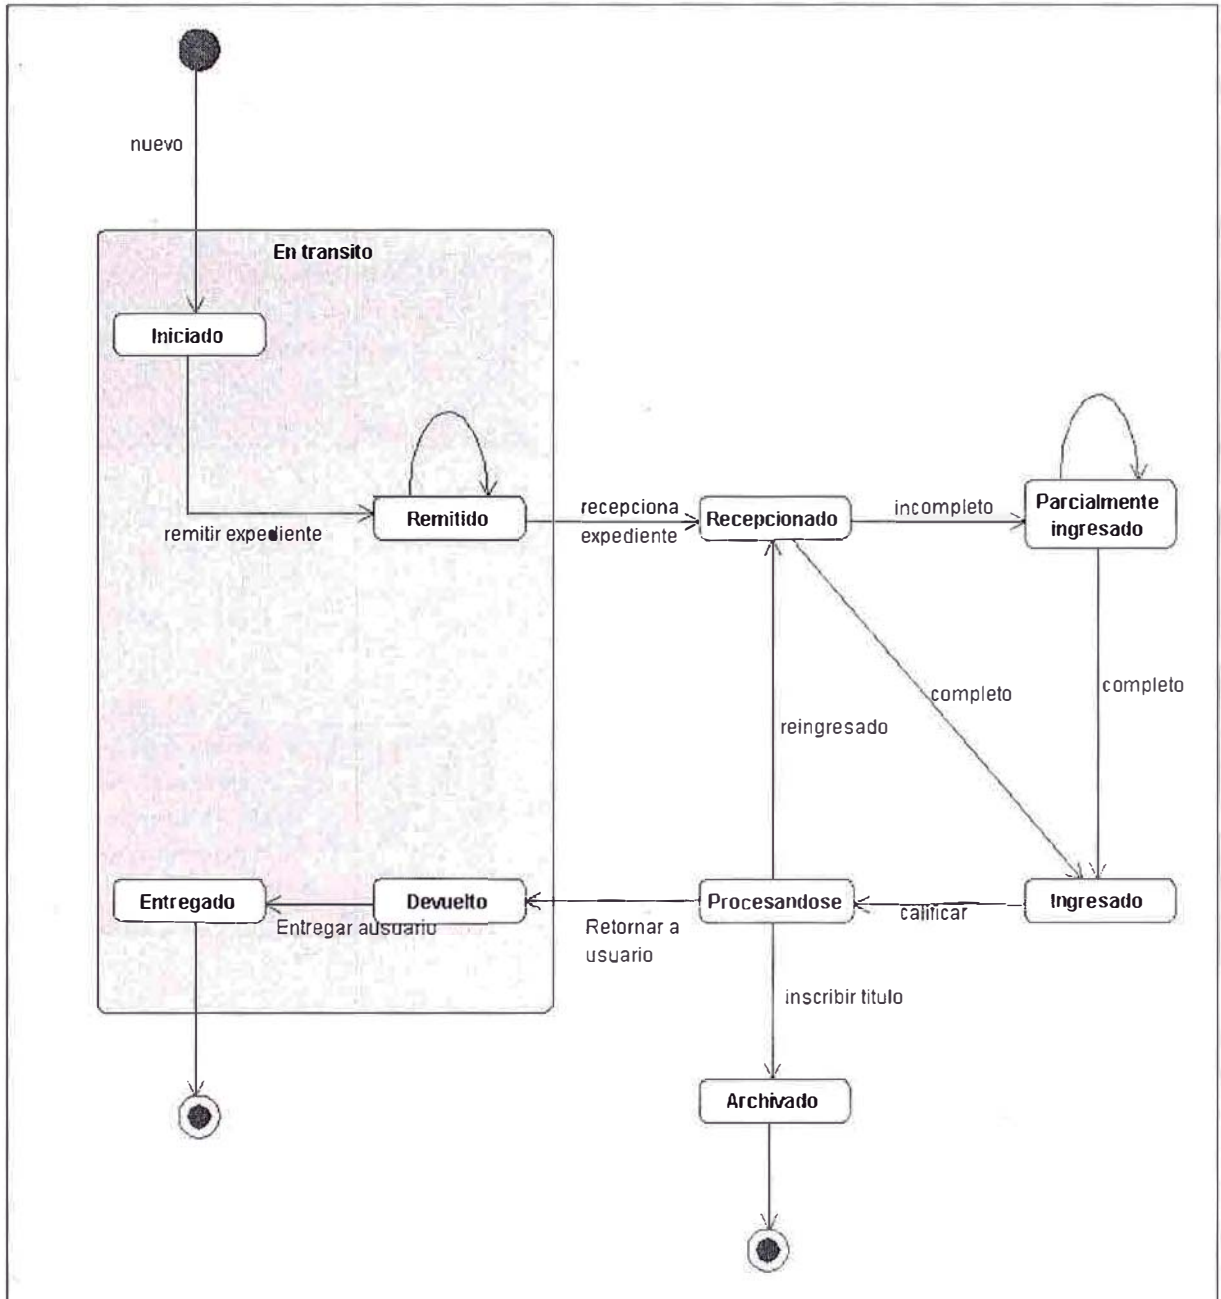 nuevo
En transito
Iniciado
remitir expediente
Remitido
recepciona
expediente
Recepcionado
incompleto
Parcialmente
ingresado
completo
completo
reingresado
Entregado
Entregar ausuario
Devuelto
Retornar a
usuario
Procesandose
calificar
Ingresado
inscribir titulo
Archivado